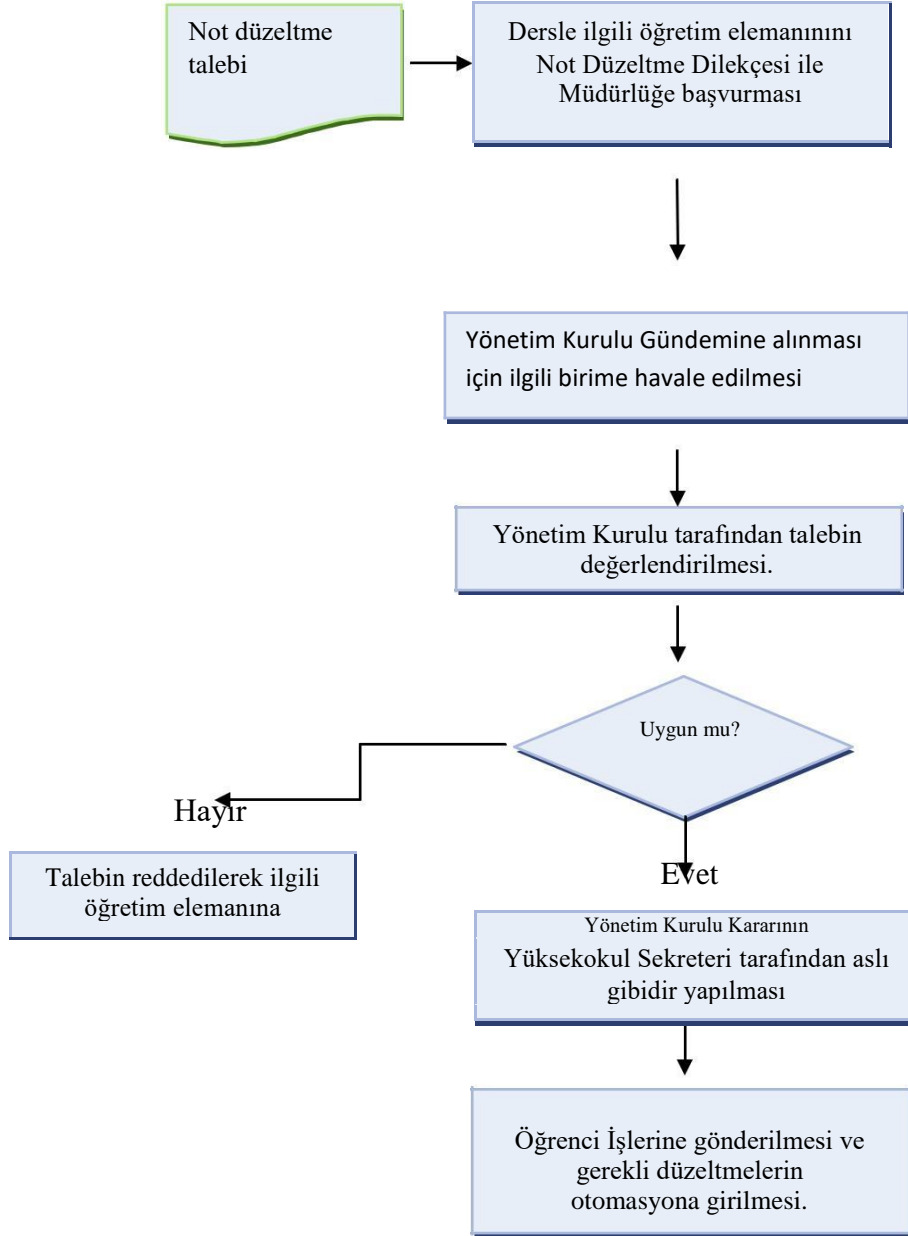 Not düzeltme
talebi
Dersle ilgili öğretim elemanınını
Not Düzeltme Dilekçesi ile
Müdürlüğe başvurması
Yönetim Kurulu Gündemine alınması
için ilgili birime havale edilmesi
Yönetim Kurulu tarafından talebin
değerlendirilmesi.
Uygun mu?
Hayır
Talebin reddedilerek ilgili
öğretim elemanına
Evet
Yönetim Kurulu Kararının
Yüksekokul Sekreteri tarafından aslı
gibidir yapılması
Öğrenci İşlerine gönderilmesi ve
gerekli düzeltmelerin
otomasyona girilmesi.